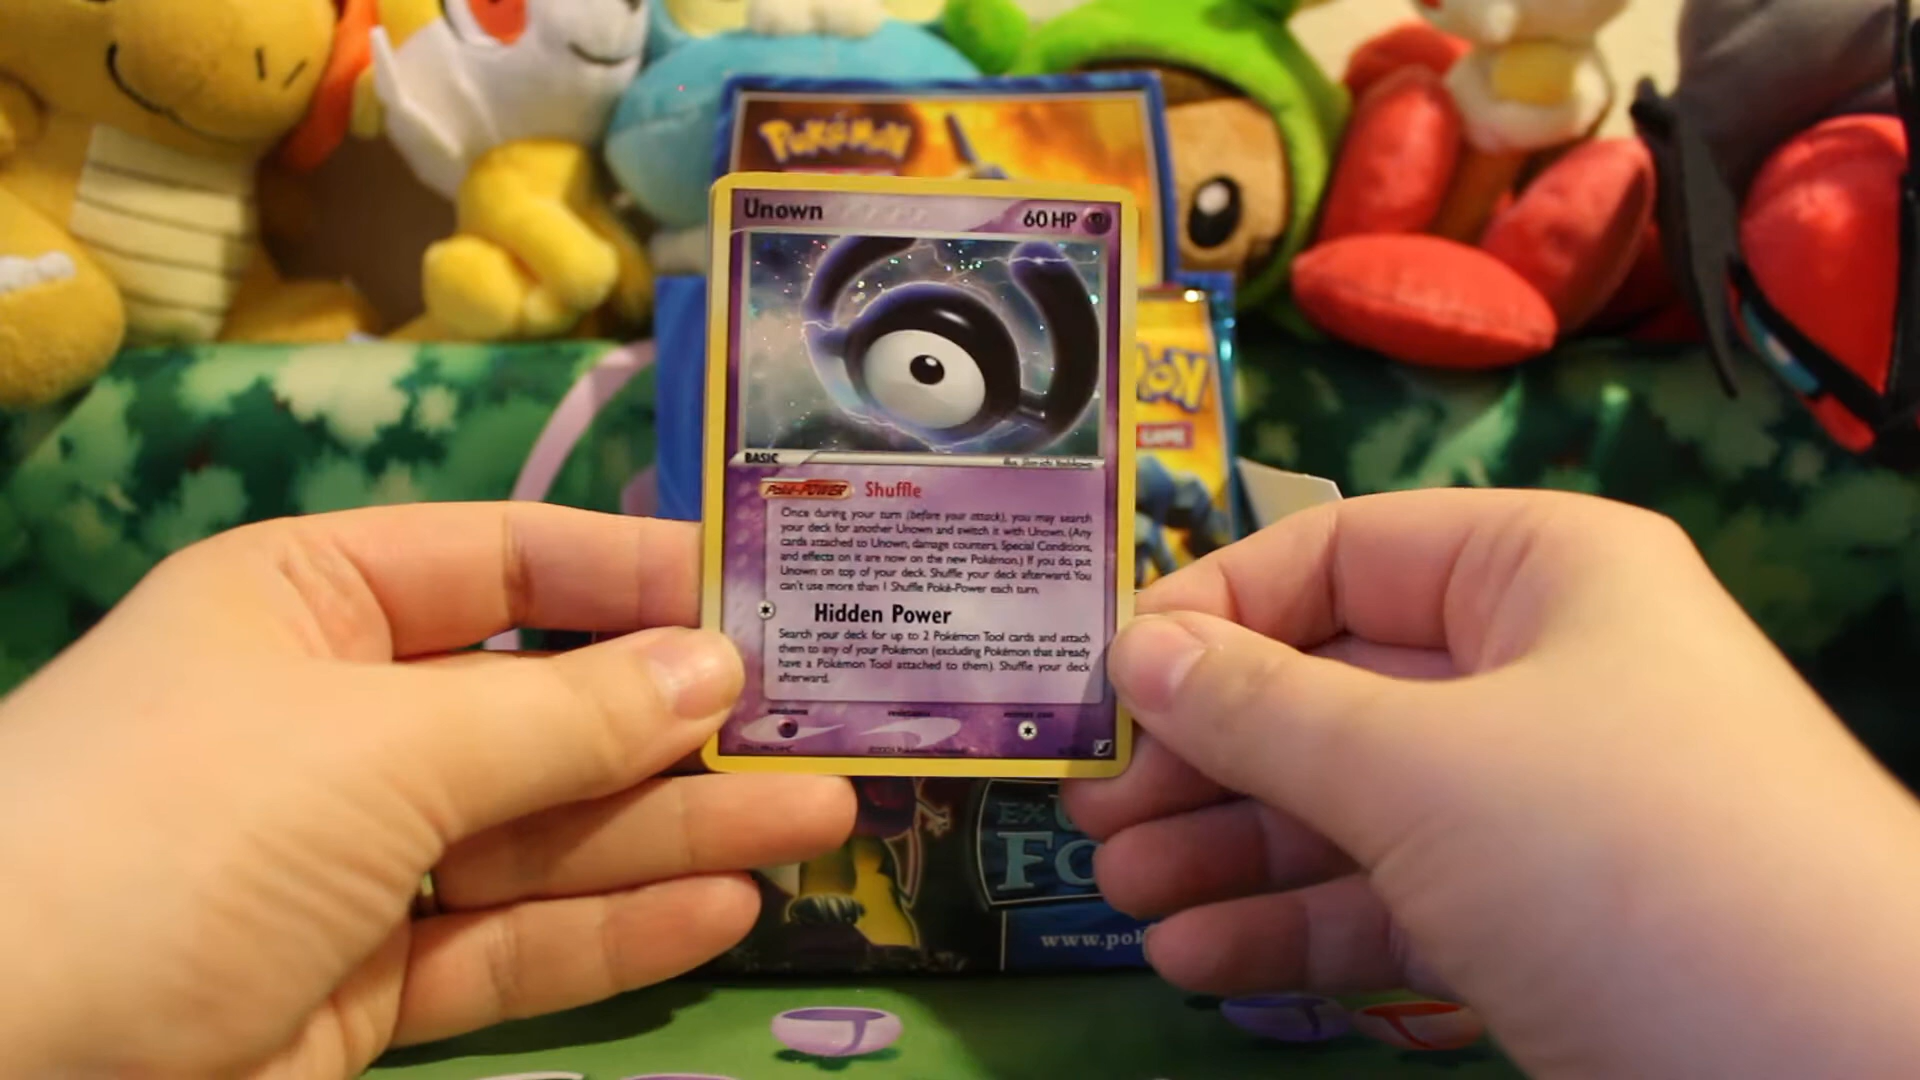 POKéMON
Unown
60 HP
BASIC
Poké-POWER Shuffle
Once during your turn (before your attack), you may search
your deck for another Unown and switch it with Unown. (Any
cards attached to Unown, damage counters, Special Conditions,
and effects on it are now on the new Pokémon.) If you do, put
Unown on top of your deck. Shuffle your deck afterward. You
can't use more than 1 Shuffle Poké-Power each turn.
Hidden Power
Search your deck for up to 2 Pokémon Tool cards and attach
them to any of your Pokémon (excluding Pokémon that already
have a Pokémon Tool attached to them). Shuffle your deck
afterward.
weakness
resistance
retreat cost
GAME
EX
FO
www.pok